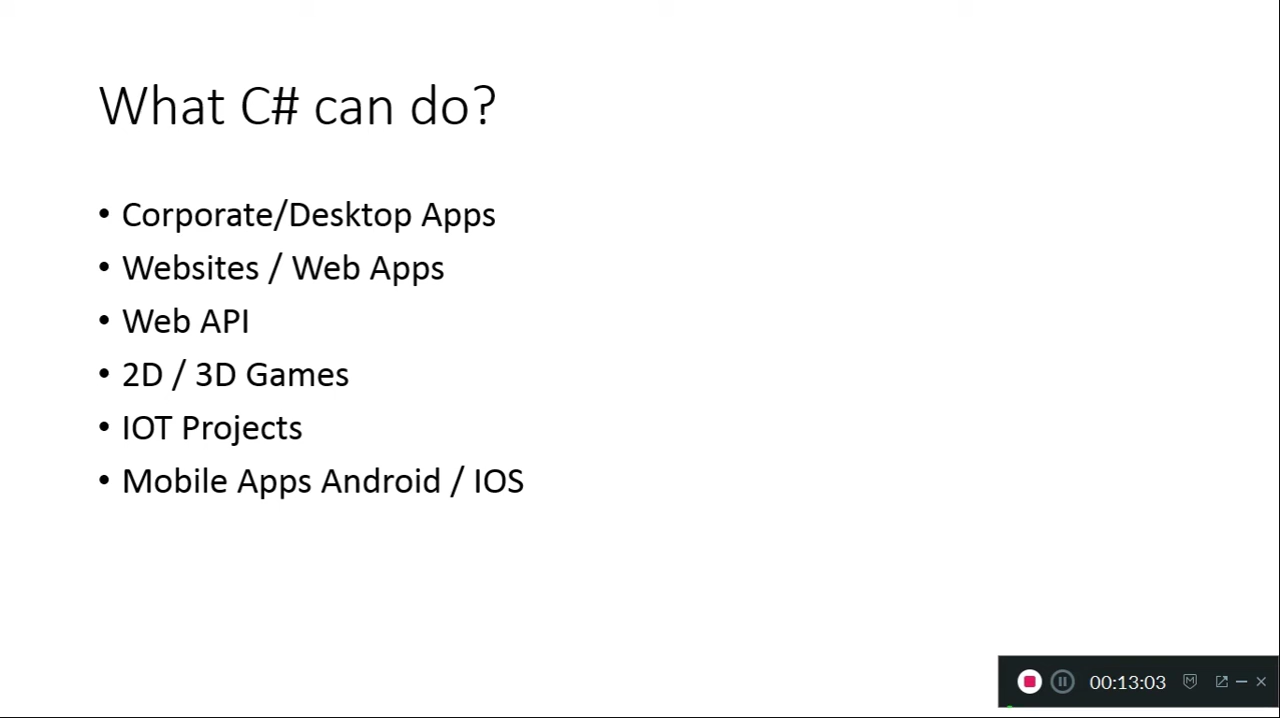 What C# can do?
• Corporate/Desktop Apps
• Websites / Web Apps
• Web API
• 2D / 3D Games
• IOT Projects
• Mobile Apps Android / IOS
00:13:03